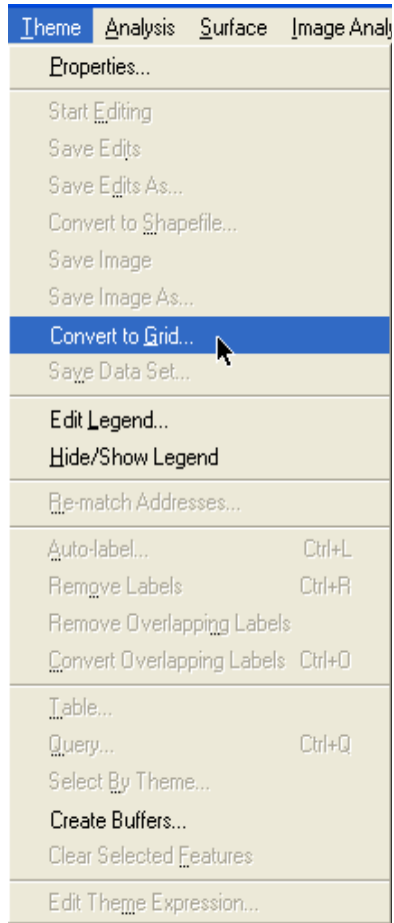 Theme Analysis Surface Image Analy
Properties...
Start Editing
Save Edits
Save Edits As...
Convert to Shapefile...
Save Image
Save Image As...
Convert to Grid...
Save Data Set...
Edit Legend...
Hide/Show Legend
Re-match Addresses...
Auto-label... Ctrl+L
Remove Labels Ctrl+R
Remove Overlapping Labels
Convert Overlapping Labels Ctrl+O
Table...
Query... Ctrl+Q
Select By Theme...
Create Buffers...
Clear Selected Features
Edit Theme Expression...